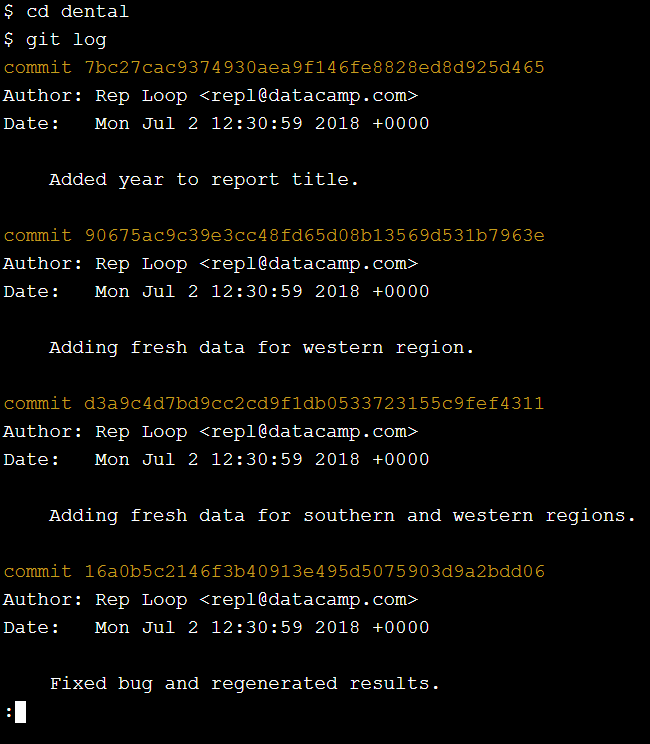 $ cd dental
$ git log
commit 7bc27cac9374930aea9f146fe8828ed8d925d465
Author: Rep Loop <repl@datacamp.com>
Date:   Mon Jul 2 12:30:59 2018 +0000
    Added year to report title.
commit 90675ac9c39e3cc48fd65d08b13569d531b7963e
Author: Rep Loop <repl@datacamp.com>
Date:   Mon Jul 2 12:30:59 2018 +0000
    Adding fresh data for western region.
commit d3a9c4d7bd9cc2cd9f1db0533723155c9fef4311
Author: Rep Loop <repl@datacamp.com>
Date:   Mon Jul 2 12:30:59 2018 +0000
    Adding fresh data for southern and western regions.
commit 16a0b5c2146f3b40913e495d5075903d9a2bdd06
Author: Rep Loop <repl@datacamp.com>
Date:   Mon Jul 2 12:30:59 2018 +0000
    Fixed bug and regenerated results.
: